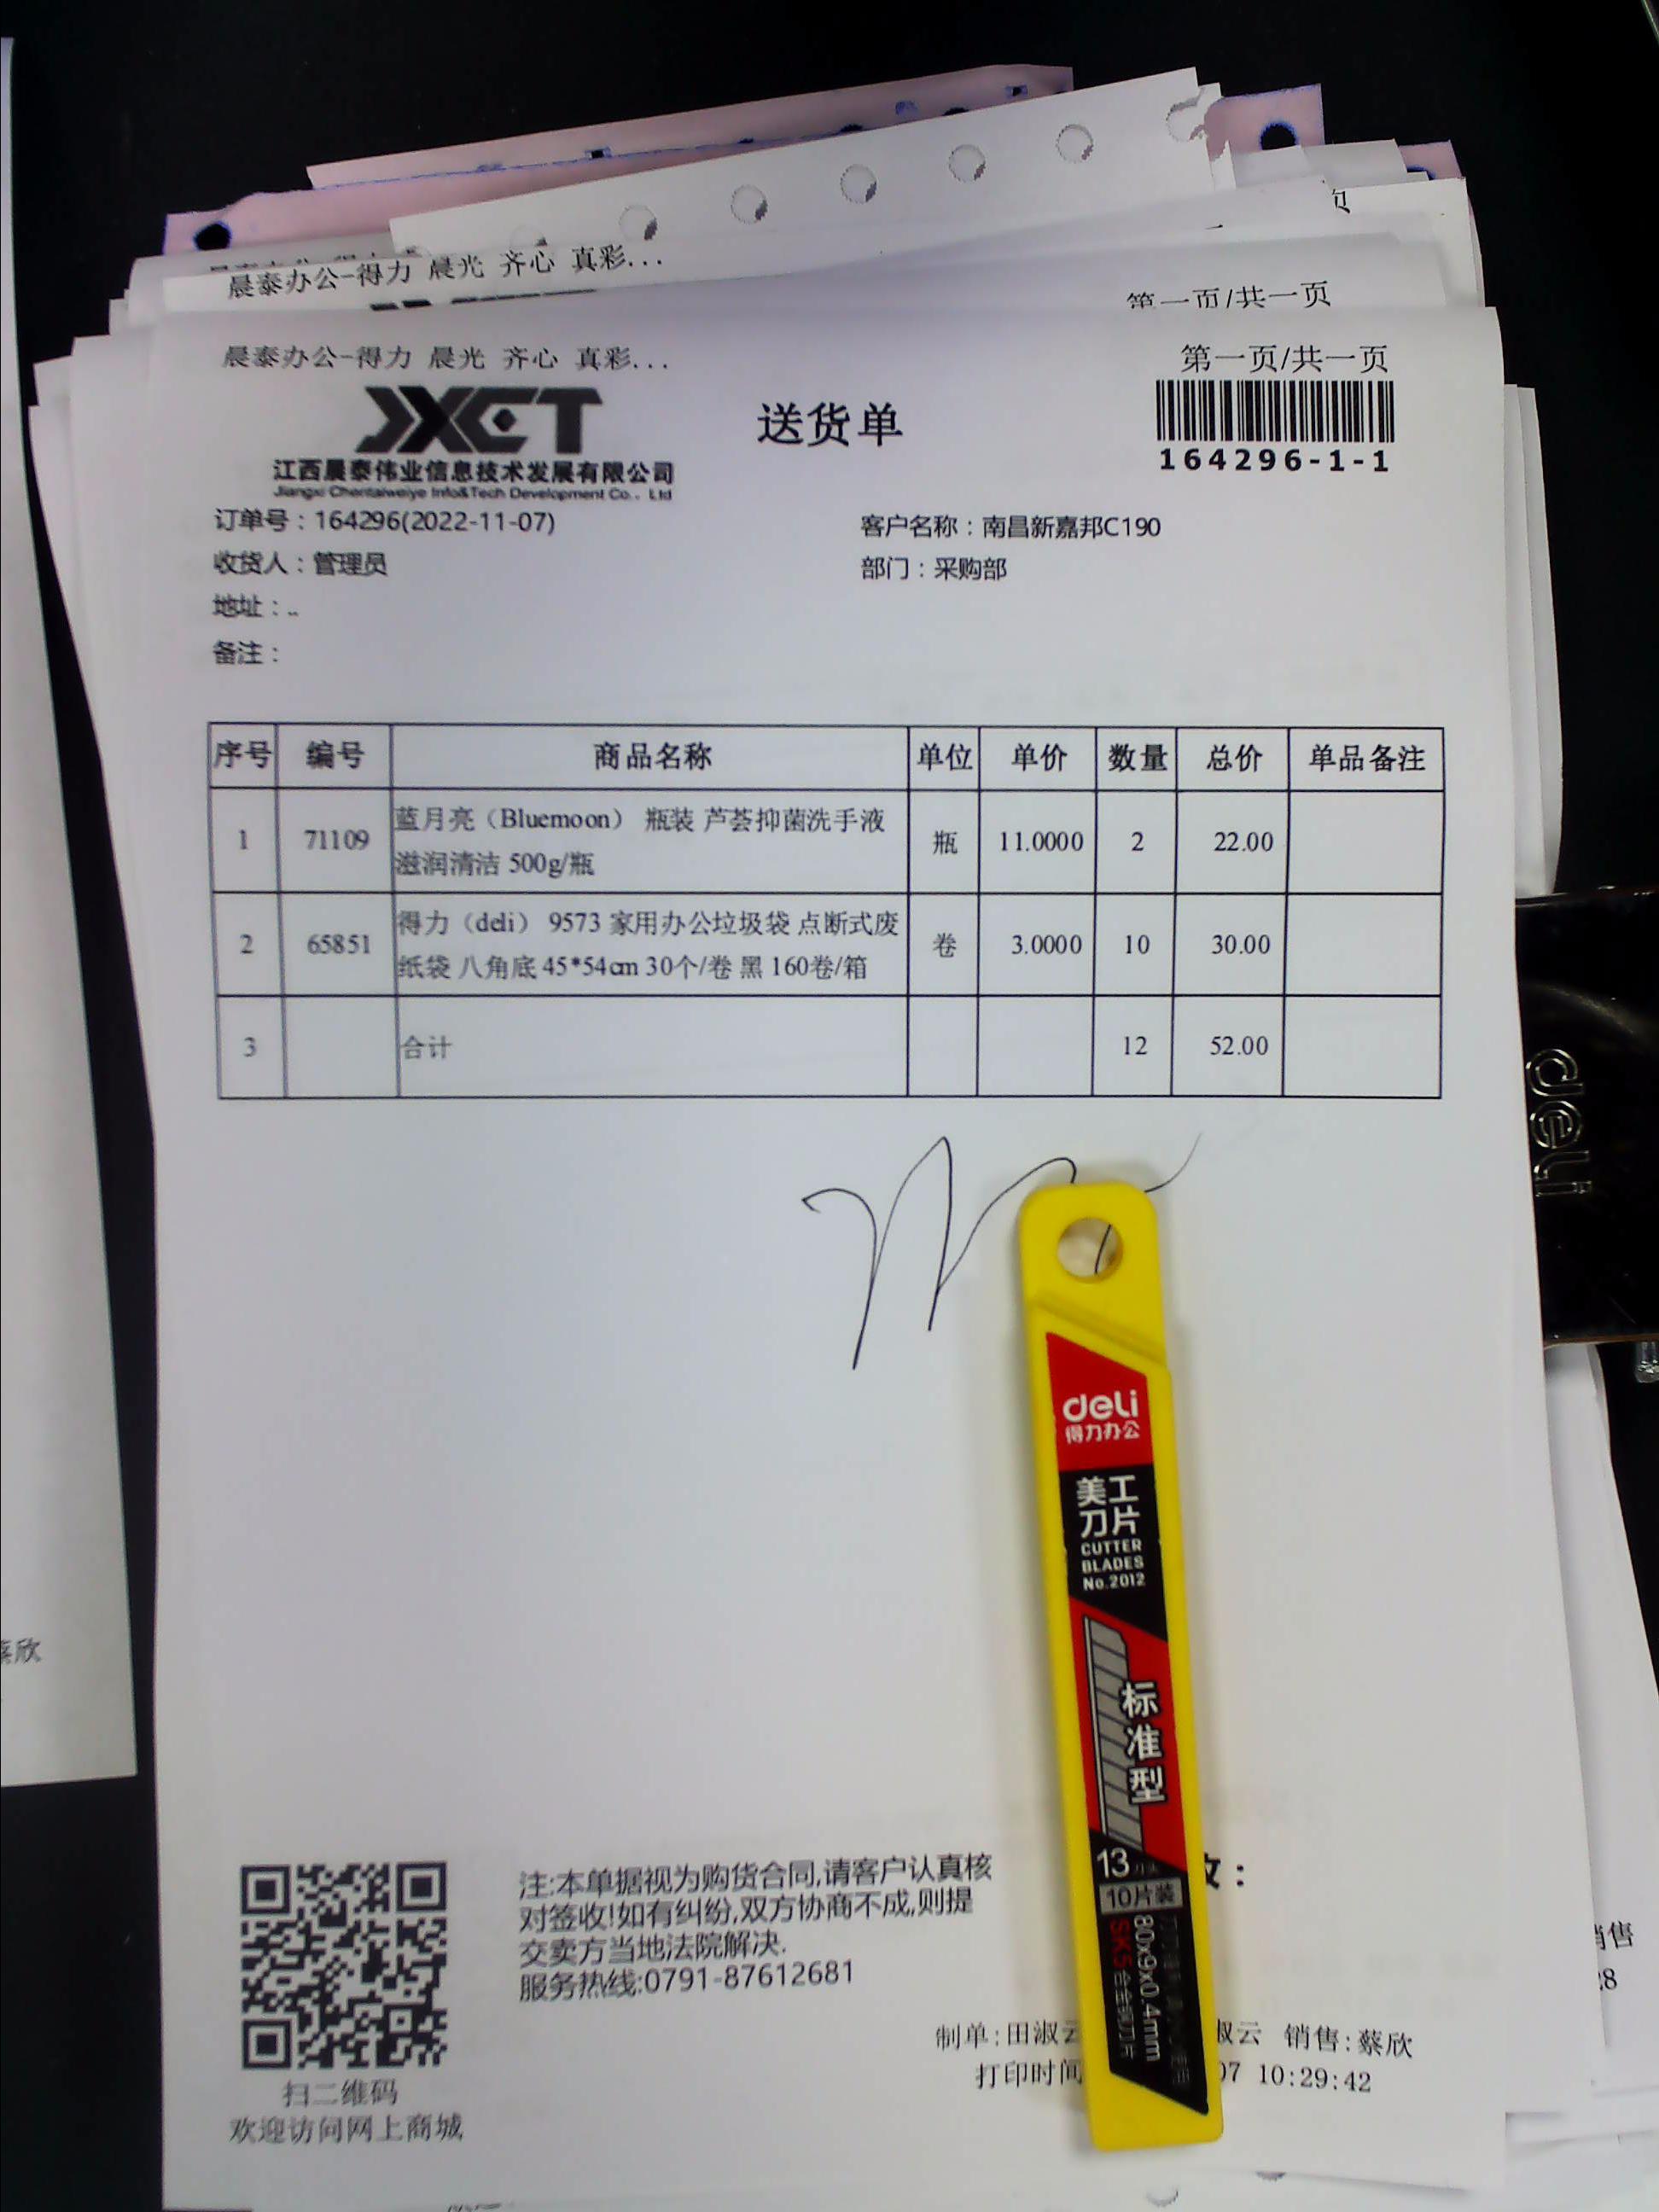 晨泰办公-得力 晨光 齐心 真彩...
第一页/共一页
晨泰办公-得力 晨光 齐心 真彩...
第一页/共一页
JXCT
送货单
164296-1-1
江西晨泰伟业信息技术发展有限公司
Jiangxi Chentaiweiye Info&Tech Development Co., Ltd
订单号：164296(2022-11-07)
客户名称：南昌新嘉邦C190
收货人：管理员
部门：采购部
地址：..
备注：
序号 编号 商品名称 单位 单价 数量 总价 单品备注
1 71109 蓝月亮（Bluemoon） 瓶装 芦荟抑菌洗手液 瓶 11.0000 2 22.00
滋润清洁 500g/瓶
2 65851 得力（deli） 9573 家用办公垃圾袋 点断式废 卷 3.0000 10 30.00
纸袋 八角底 45*54cm 30个/卷 黑 160卷/箱
3 合计 12 52.00
deli
deli
得力办公
美工
刀片
CUTTER
BLADES
No.2012
标准型
13
10片装
80x9x0.4mm
SK5
注:本单据视为购货合同,请客户认真核
对签收!如有纠纷,双方协商不成,则提
交卖方当地法院解决.
服务热线:0791-87612681
制单:田淑云 淑云 销售:蔡欣
打印时间 07 10:29:42
扫二维码
欢迎访问网上商城
蔡欣
销售